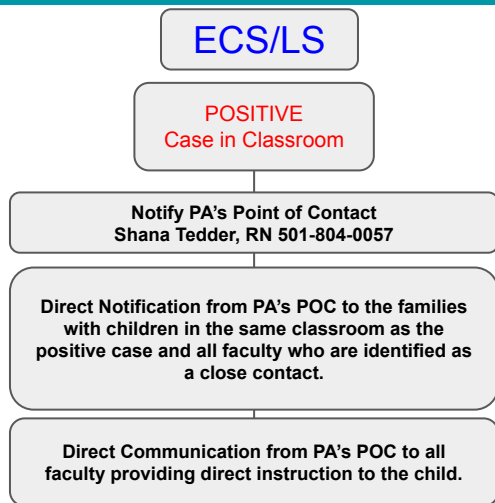 ECS/LS
POSITIVE
Case in Classroom
Notify PA's Point of Contact
Shana Tedder, RN 501-804-0057
Direct Notification from PA's POC to the families
with children in the same classroom as the
positive case and all faculty who are identified as
a close contact.
Direct Communication from PA's POC to all
faculty providing direct instruction to the child.